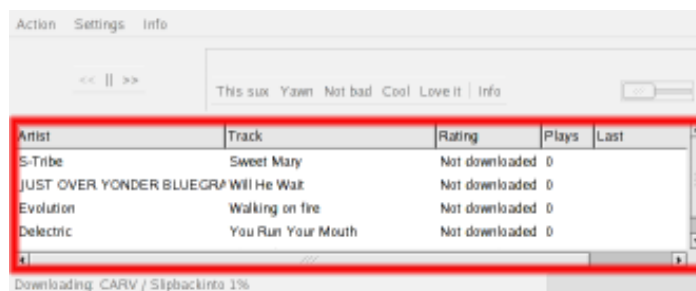 Action Settings Info
<< || >>
This sux Yawn Not bad Cool Love it Info
Artist Track Rating Plays Last
S-Tribe Sweet Mary Not downloaded 0
JUST OVER YONDER BLUEGRA Will He Wait Not downloaded 0
Evolution Walking on fire Not downloaded 0
Delectric You Run Your Mouth Not downloaded 0
Downloading: CARV / Slipbackinto 1%